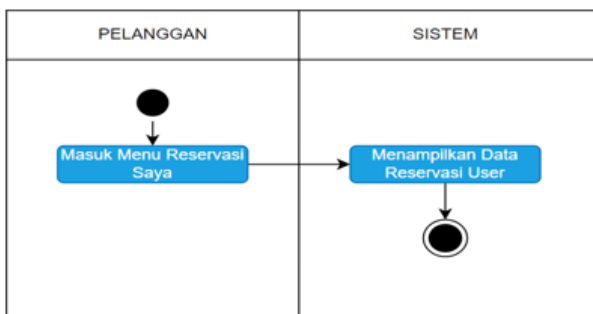 PELANGGAN
SISTEM
Masuk Menu Reservasi
Saya
Menampilkan Data
Reservasi User